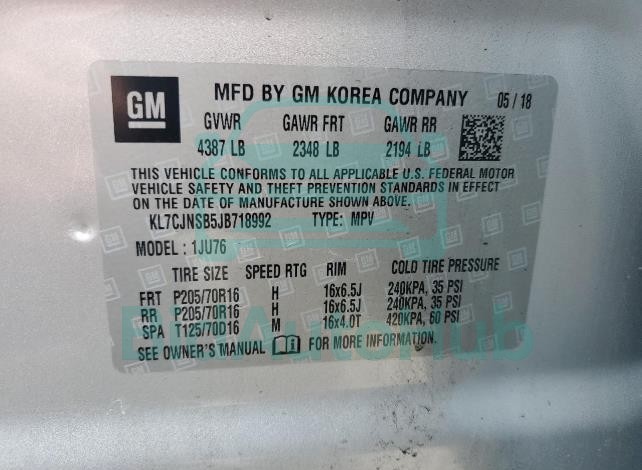 GM MFD BY GM KOREA COMPANY 05 / 18
GVWR GAWR FRT GAWR RR
4387 LB 2348 LB 2194 LB
THIS VEHICLE CONFORMS TO ALL APPLICABLE U.S. FEDERAL MOTOR
VEHICLE SAFETY AND THEFT PREVENTION STANDARDS IN EFFECT
ON THE DATE OF MANUFACTURE SHOWN ABOVE.
KL7CJNSB5JB718992 TYPE: MPV
MODEL : 1JU76
TIRE SIZE SPEED RTG RIM COLD TIRE PRESSURE
FRT P205/70R16 H 16x6.5J 240KPA, 35 PSI
RR P205/70R16 H 16x6.5J 240KPA, 35 PSI
SPA T125/70D16 M 16x4.0T 420KPA, 60 PSI
SEE OWNER'S MANUAL FOR MORE INFORMATION.